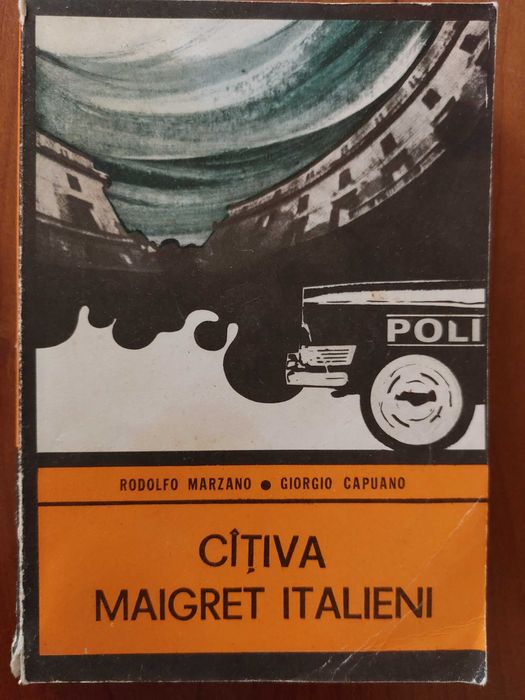 POLI
RODOLFO MARZANO ● GIORGIO CAPUANO
CÎȚIVA
MAIGRET ITALIENI